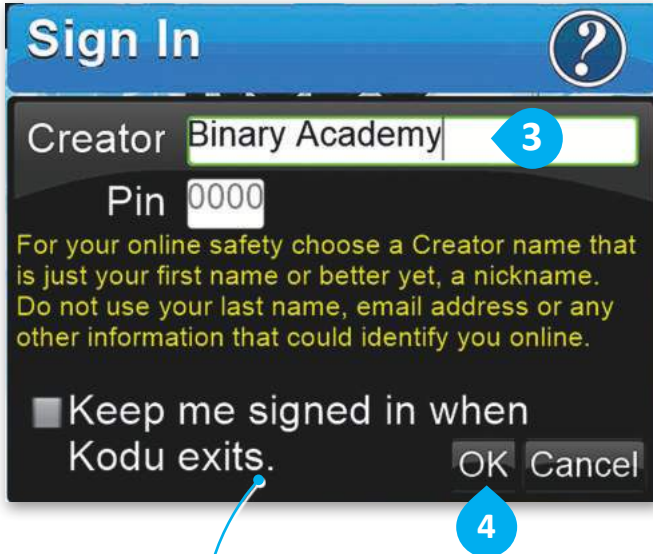 Sign In
?
Creator Binary Academy 3
Pin 0000
For your online safety choose a Creator name that
is just your first name or better yet, a nickname.
Do not use your last name, email address or any
other information that could identify you online.
Keep me signed in when
Kodu exits.
OK Cancel
4